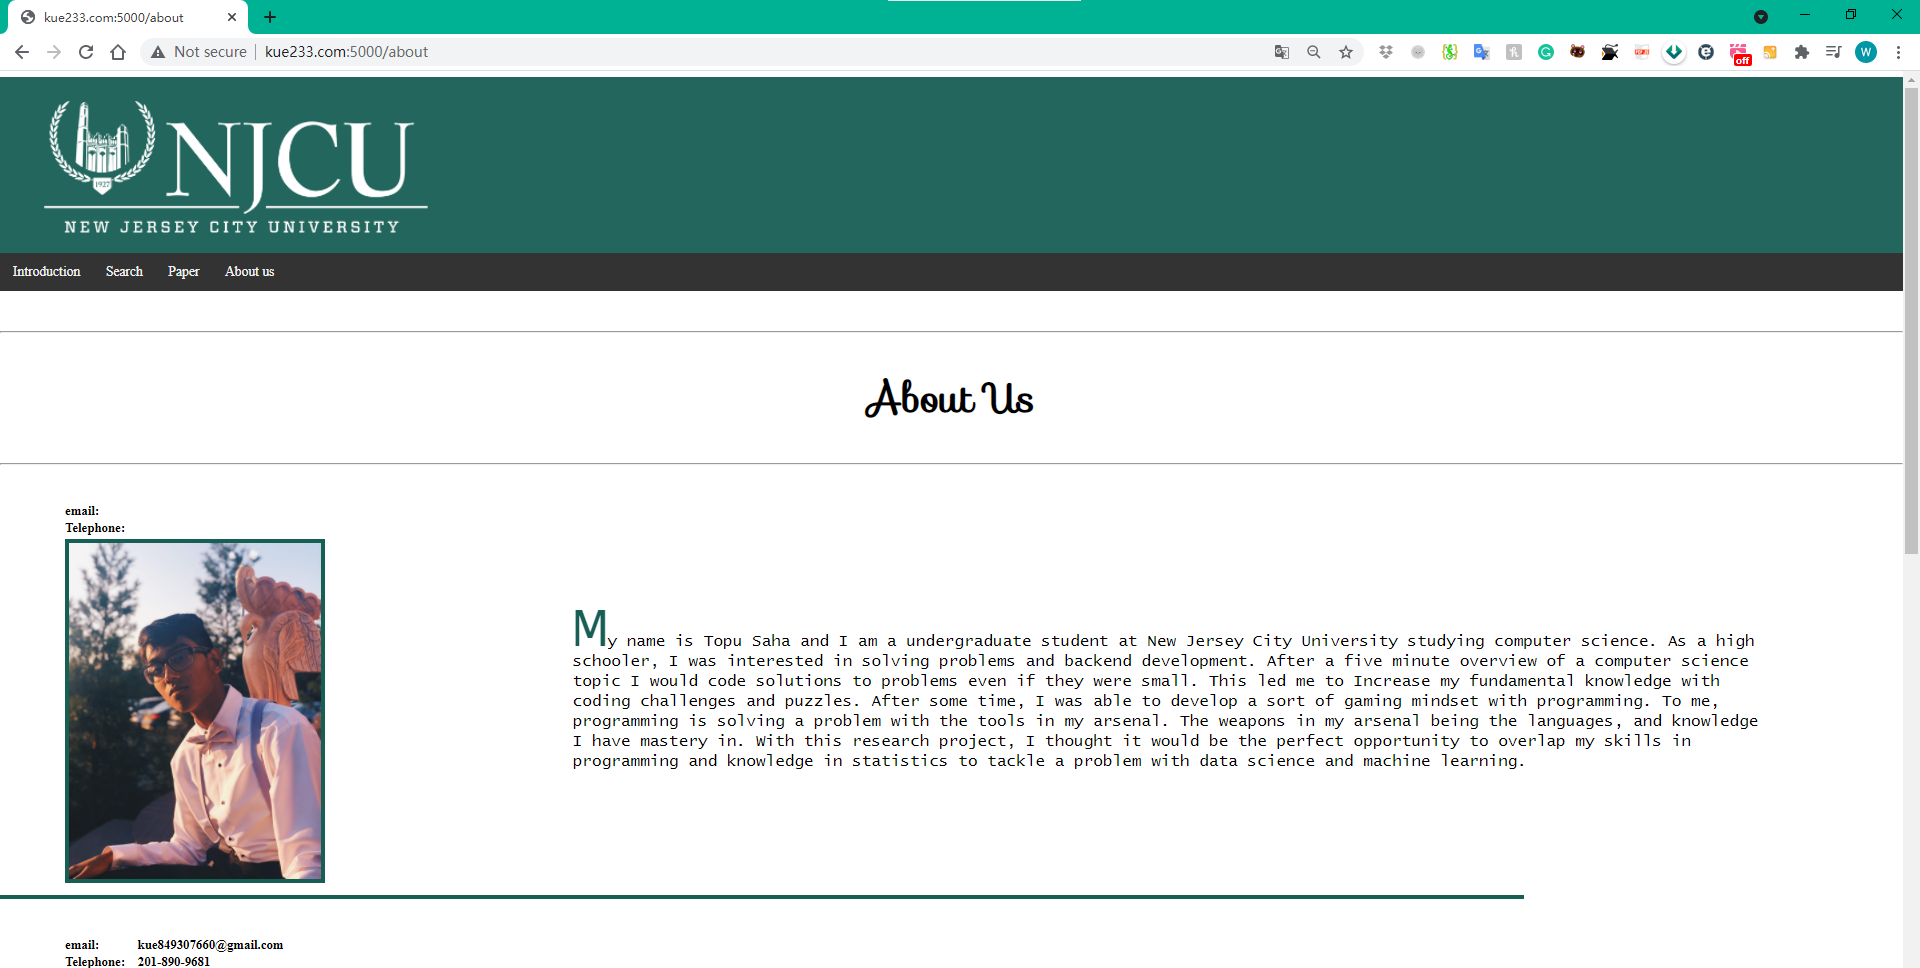 kue233.com:5000/about
Not secure
kue233.com:5000/about
off
W
1927
NJCU
NEW JERSEY CITY UNIVERSITY
Introduction
Search
Paper
About us
About Us
email:
Telephone:
My name is Topu Saha and I am a undergraduate student at New Jersey City University studying computer science. As a high
schooler, I was interested in solving problems and backend development. After a five minute overview of a computer science
topic I would code solutions to problems even if they were small. This led me to Increase my fundamental knowledge with
coding challenges and puzzles. After some time, I was able to develop a sort of gaming mindset with programming. To me,
programming is solving a problem with the tools in my arsenal. The weapons in my arsenal being the languages, and knowledge
I have mastery in. With this research project, I thought it would be the perfect opportunity to overlap my skills in
programming and knowledge in statistics to tackle a problem with data science and machine learning.
email: kue849307660@gmail.com
Telephone: 201-890-9681